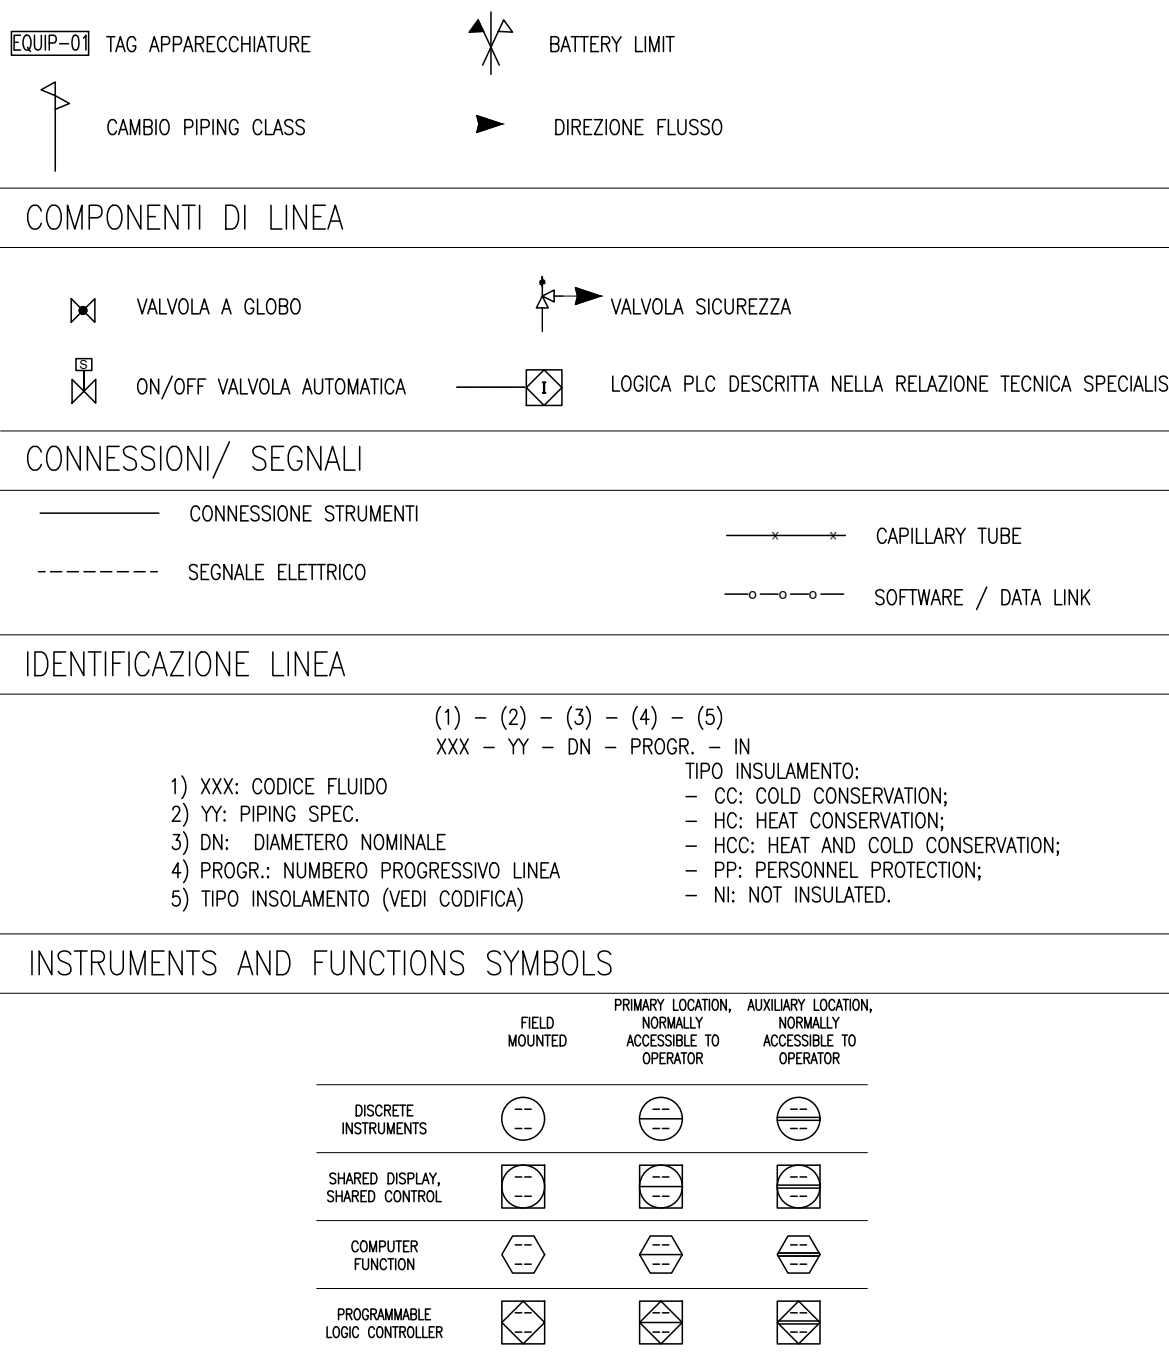 EQUIP-01 TAG APPARECCHIATURE
BATTERY LIMIT
CAMBIO PIPING CLASS
DIREZIONE FLUSSO
COMPONENTI DI LINEA
VALVOLA A GLOBO
VALVOLA SICUREZZA
S
ON/OFF VALVOLA AUTOMATICA
I
LOGICA PLC DESCRITTA NELLA RELAZIONE TECNICA SPECIALIS
CONNESSIONI/ SEGNALI
CONNESSIONE STRUMENTI
x x CAPILLARY TUBE
SEGNALE ELETTRICO
o o o SOFTWARE / DATA LINK
IDENTIFICAZIONE LINEA
(1) - (2) - (3) - (4) - (5)
XXX - YY - DN - PROGR. - IN
1) XXX: CODICE FLUIDO
2) YY: PIPING SPEC.
3) DN: DIAMETERO NOMINALE
4) PROGR.: NUMBERO PROGRESSIVO LINEA
5) TIPO INSOLAMENTO (VEDI CODIFICA)
TIPO INSULAMENTO:
- CC: COLD CONSERVATION;
- HC: HEAT CONSERVATION;
- HCC: HEAT AND COLD CONSERVATION;
- PP: PERSONNEL PROTECTION;
- NI: NOT INSULATED.
INSTRUMENTS AND FUNCTIONS SYMBOLS
FIELD
MOUNTED
PRIMARY LOCATION,
NORMALLY
ACCESSIBLE TO
OPERATOR
AUXILIARY LOCATION,
NORMALLY
ACCESSIBLE TO
OPERATOR
DISCRETE
INSTRUMENTS
SHARED DISPLAY,
SHARED CONTROL
COMPUTER
FUNCTION
PROGRAMMABLE
LOGIC CONTROLLER